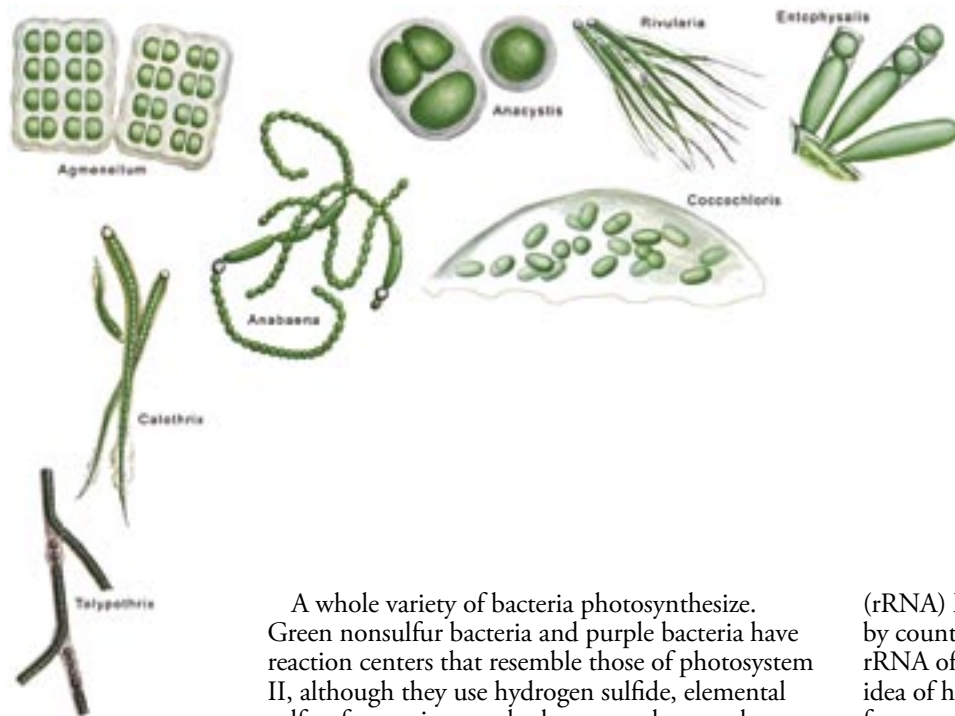 Rivularia
Entophysalis
Anacystis
Agmenellum
Coccochloris
Anabaena
Calothrix
Tolypothrix
A whole variety of bacteria photosynthesize.
Green nonsulfur bacteria and purple bacteria have
reaction centers that resemble those of photosystem
II, although they use hydrogen sulfide, elemental
(rRNA)
by count
rRNA of
idea of h